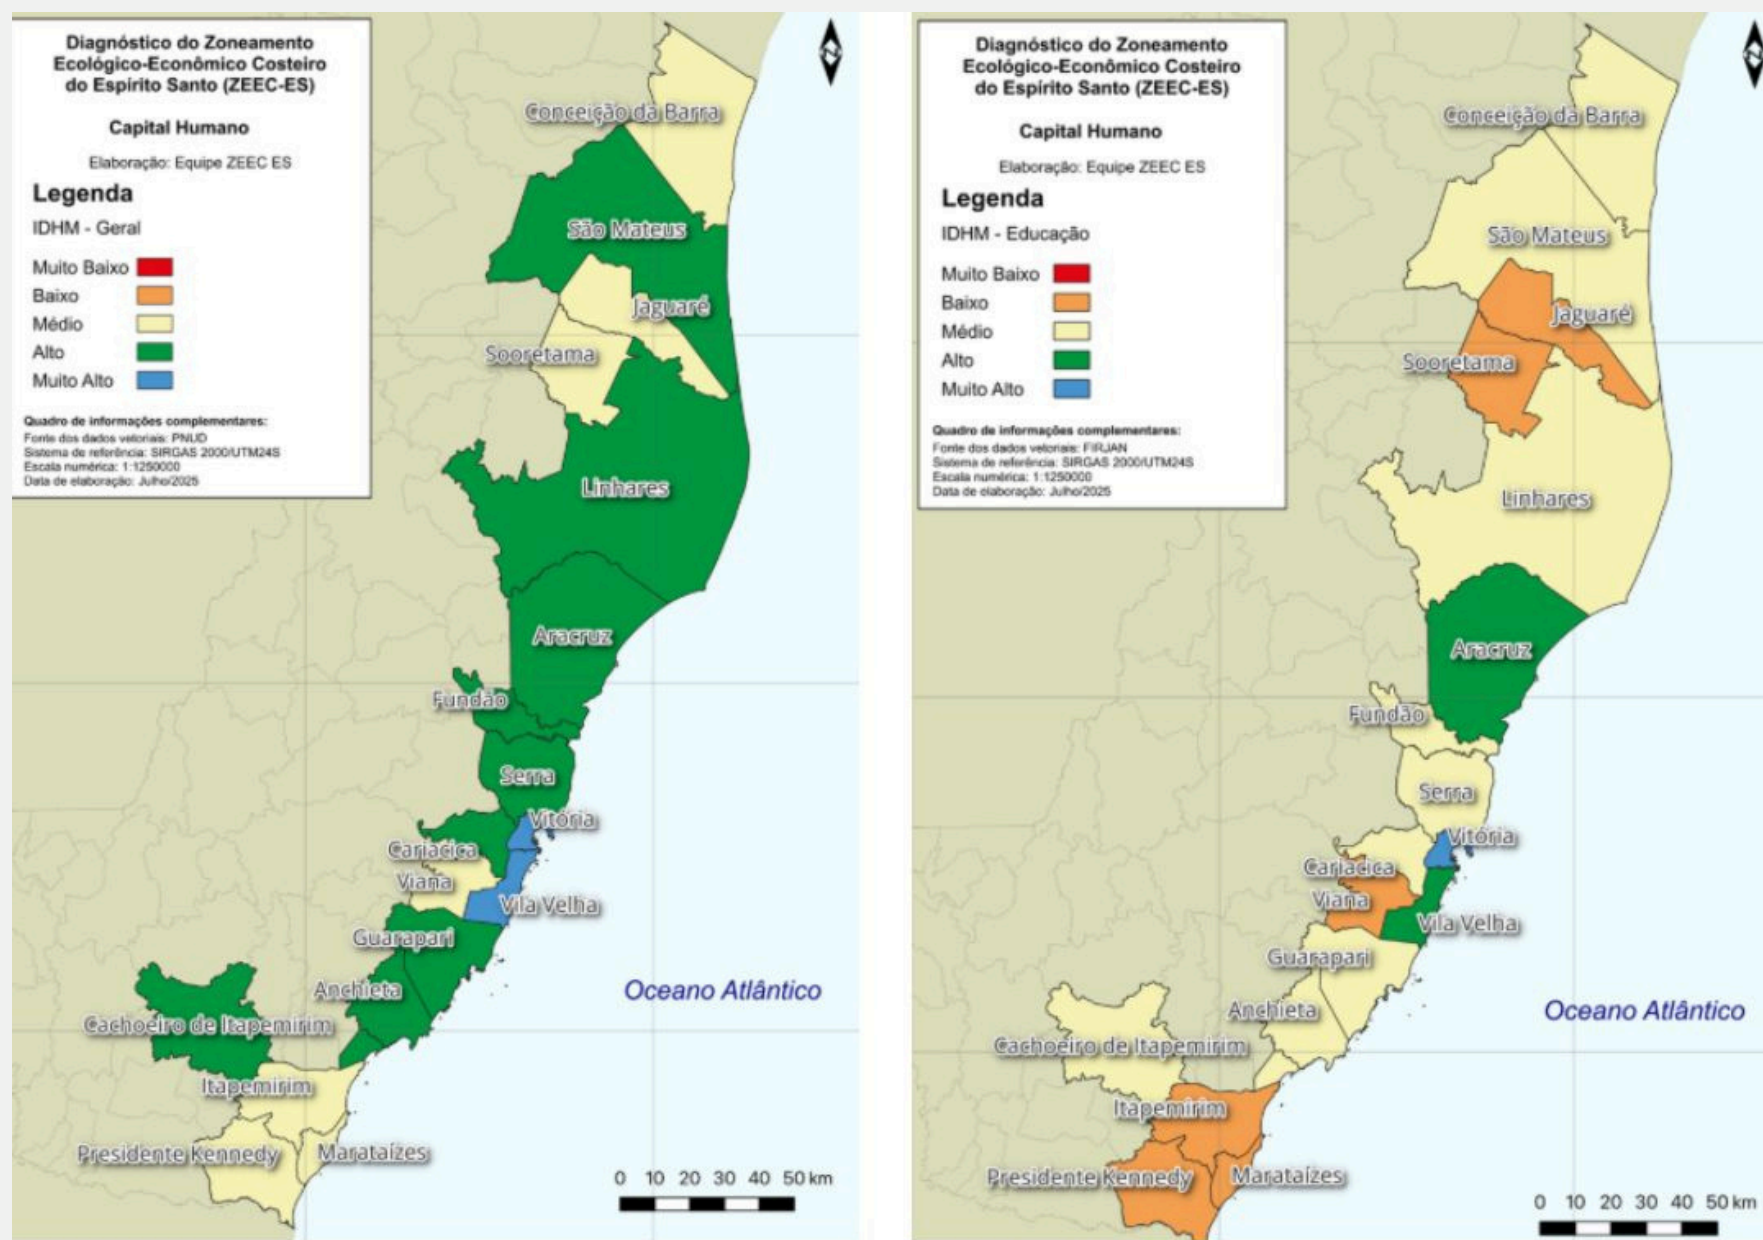 Diagnóstico do Zoneamento
Ecológico-Econômico Costeiro
do Espírito Santo (ZEEC-ES)
Capital Humano
Elaboração: Equipe ZEEC ES
Legenda
IDHM - Geral
Muito Baixo
Baixo
Médio
Alto
Muito Alto
Quadro de informações complementares:
Fonte dos dados vetoriais: PNUD
Sistema de referência: SIRGAS 2000/UTM24S
Escala numérica: 1:1250000
Data de elaboração: Julho/2025
Conceição da Barra
São Mateus
Jaguaré
Sooretama
Linhares
Aracruz
Fundão
Serra
Vitória
Cariacica
Viana
Vila Velha
Guarapari
Anchieta
Oceano Atlântico
Cachoeiro de Itapemirim
Itapemirim
Presidente Kennedy
Marataízes
0 10 20 30 40 50 km
Diagnóstico do Zoneamento
Ecológico-Econômico Costeiro
do Espírito Santo (ZEEC-ES)
Capital Humano
Elaboração: Equipe ZEEC ES
Legenda
IDHM - Educação
Muito Baixo
Baixo
Médio
Alto
Muito Alto
Quadro de informações complementares:
Fonte dos dados vetoriais: FIRJAN
Sistema de referência: SIRGAS 2000/UTM24S
Escala numérica: 1:1250000
Data de elaboração: Julho/2025
Conceição da Barra
São Mateus
Jaguaré
Sooretama
Linhares
Aracruz
Fundão
Serra
Vitória
Cariacica
Viana
Vila Velha
Guarapari
Anchieta
Oceano Atlântico
Cachoeiro de Itapemirim
Itapemirim
Presidente Kennedy
Marataízes
0 10 20 30 40 50 km